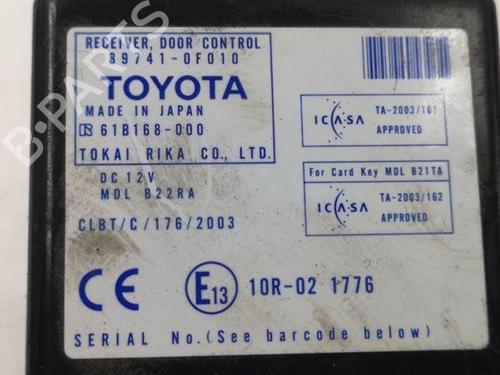 RECEIVER, DOOR CONTROL
89741-0F010
TOYOTA
MADE IN JAPAN
61B168-000
TOKAI RIKA CO., LTD.
DC 12V
MDL B22RA
CLBT/C/176/2003
ICASA
TA-2003/161
APPROVED
For Card Key MDL B21TA
ICASA
TA-2003/162
APPROVED
CE
E13
10R-02 1776
SERIAL No.(See barcode below)
B-PARTS